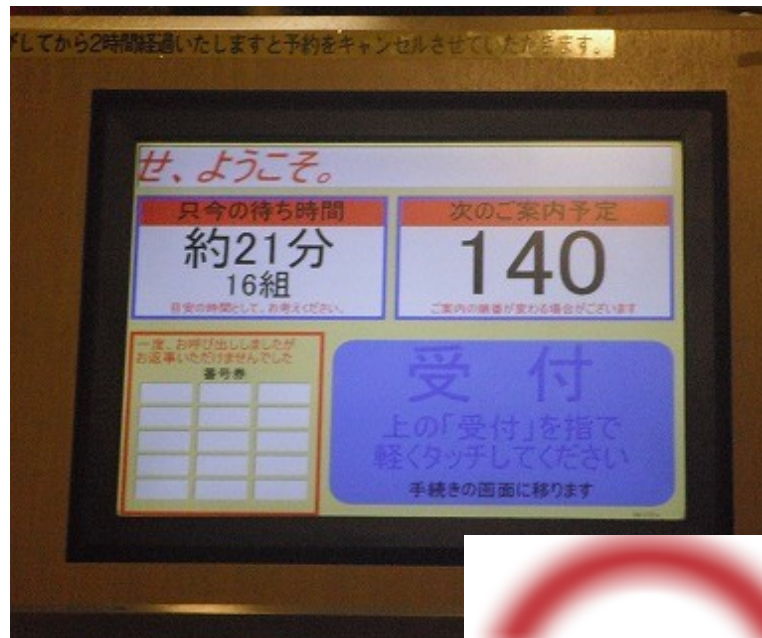 してから2時間経過いたしますと予約をキャンセルさせていただきます。
せ、ようこそ。
只今の待ち時間
約21分
16組
目安の時間として、お考えください。
次のご案内予定
140
ご案内の順番が変わる場合がございます
一度、お呼び出ししましたが
お返事いただけませんでした
番号券
受付
上の「受付」を指で
軽くタッチしてください
手続きの画面に移ります